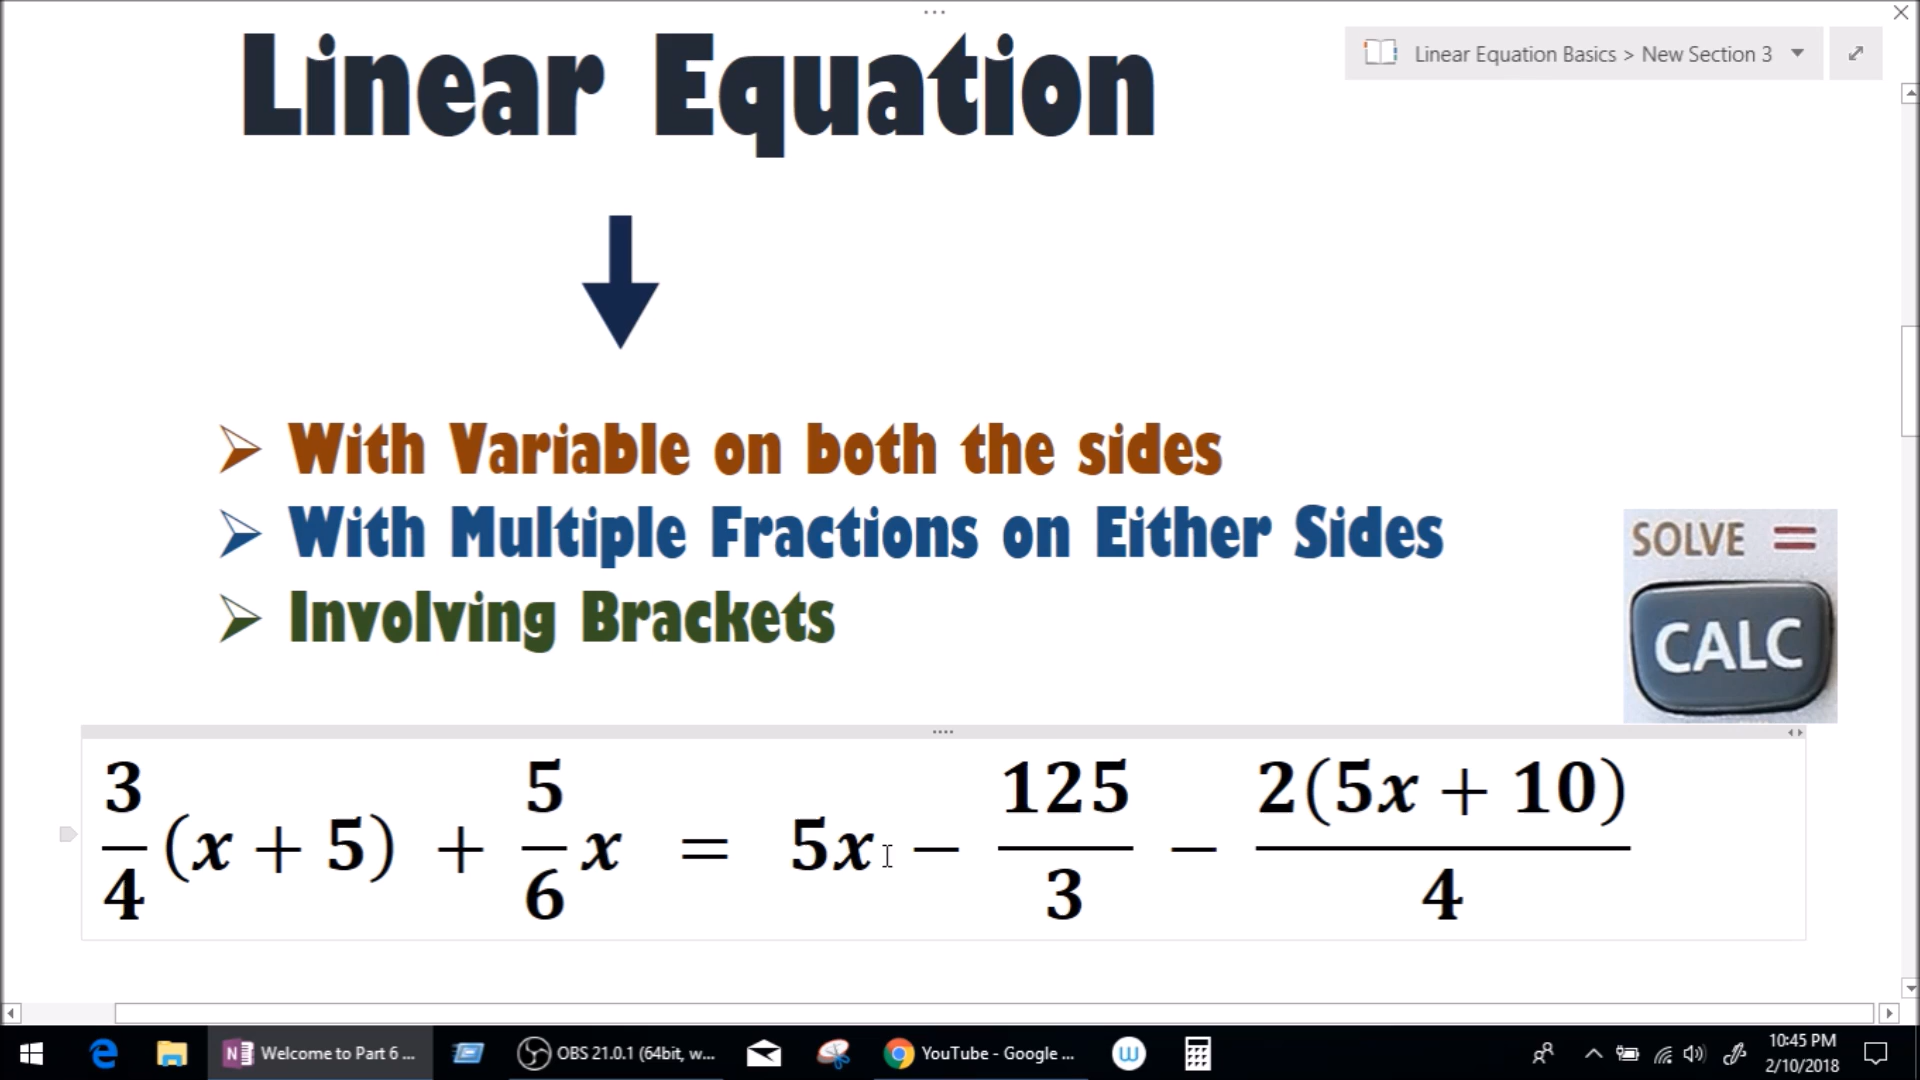 Linear Equation
Linear Equation Basics > New Section 3
With Variable on both the sides
With Multiple Fractions on Either Sides
Involving Brackets
SOLVE =
CALC
3/4 (x + 5) + 5/6 x = 5x − 125/3 − 2(5x + 10)/4
Welcome to Part 6 ...
OBS 21.0.1 (64bit, w...
YouTube - Google ...
10:45 PM
2/10/2018